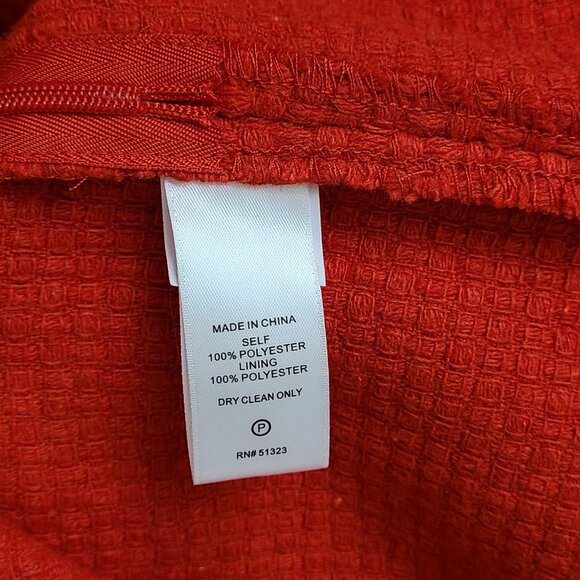 MADE IN CHINA
SELF
100% POLYESTER
LINING
100% POLYESTER
DRY CLEAN ONLY
P
RN# 51323